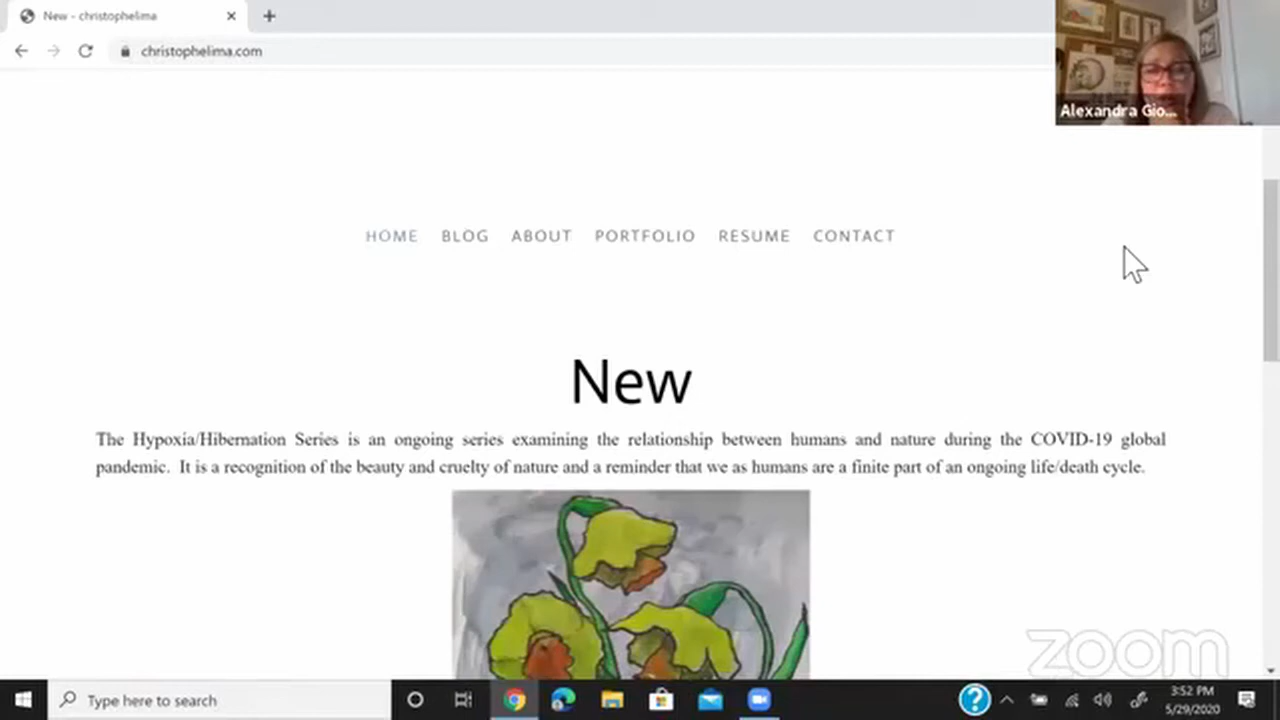 New - christophelima
christophelima.com
Alexandra Gio...
HOME BLOG ABOUT PORTFOLIO RESUME CONTACT
New
The Hypoxia/Hibernation Series is an ongoing series examining the relationship between humans and nature during the COVID-19 global
pandemic. It is a recognition of the beauty and cruelty of nature and a reminder that we as humans are a finite part of an ongoing life/death cycle.
zoom
Type here to search
3:52 PM
5/29/2020